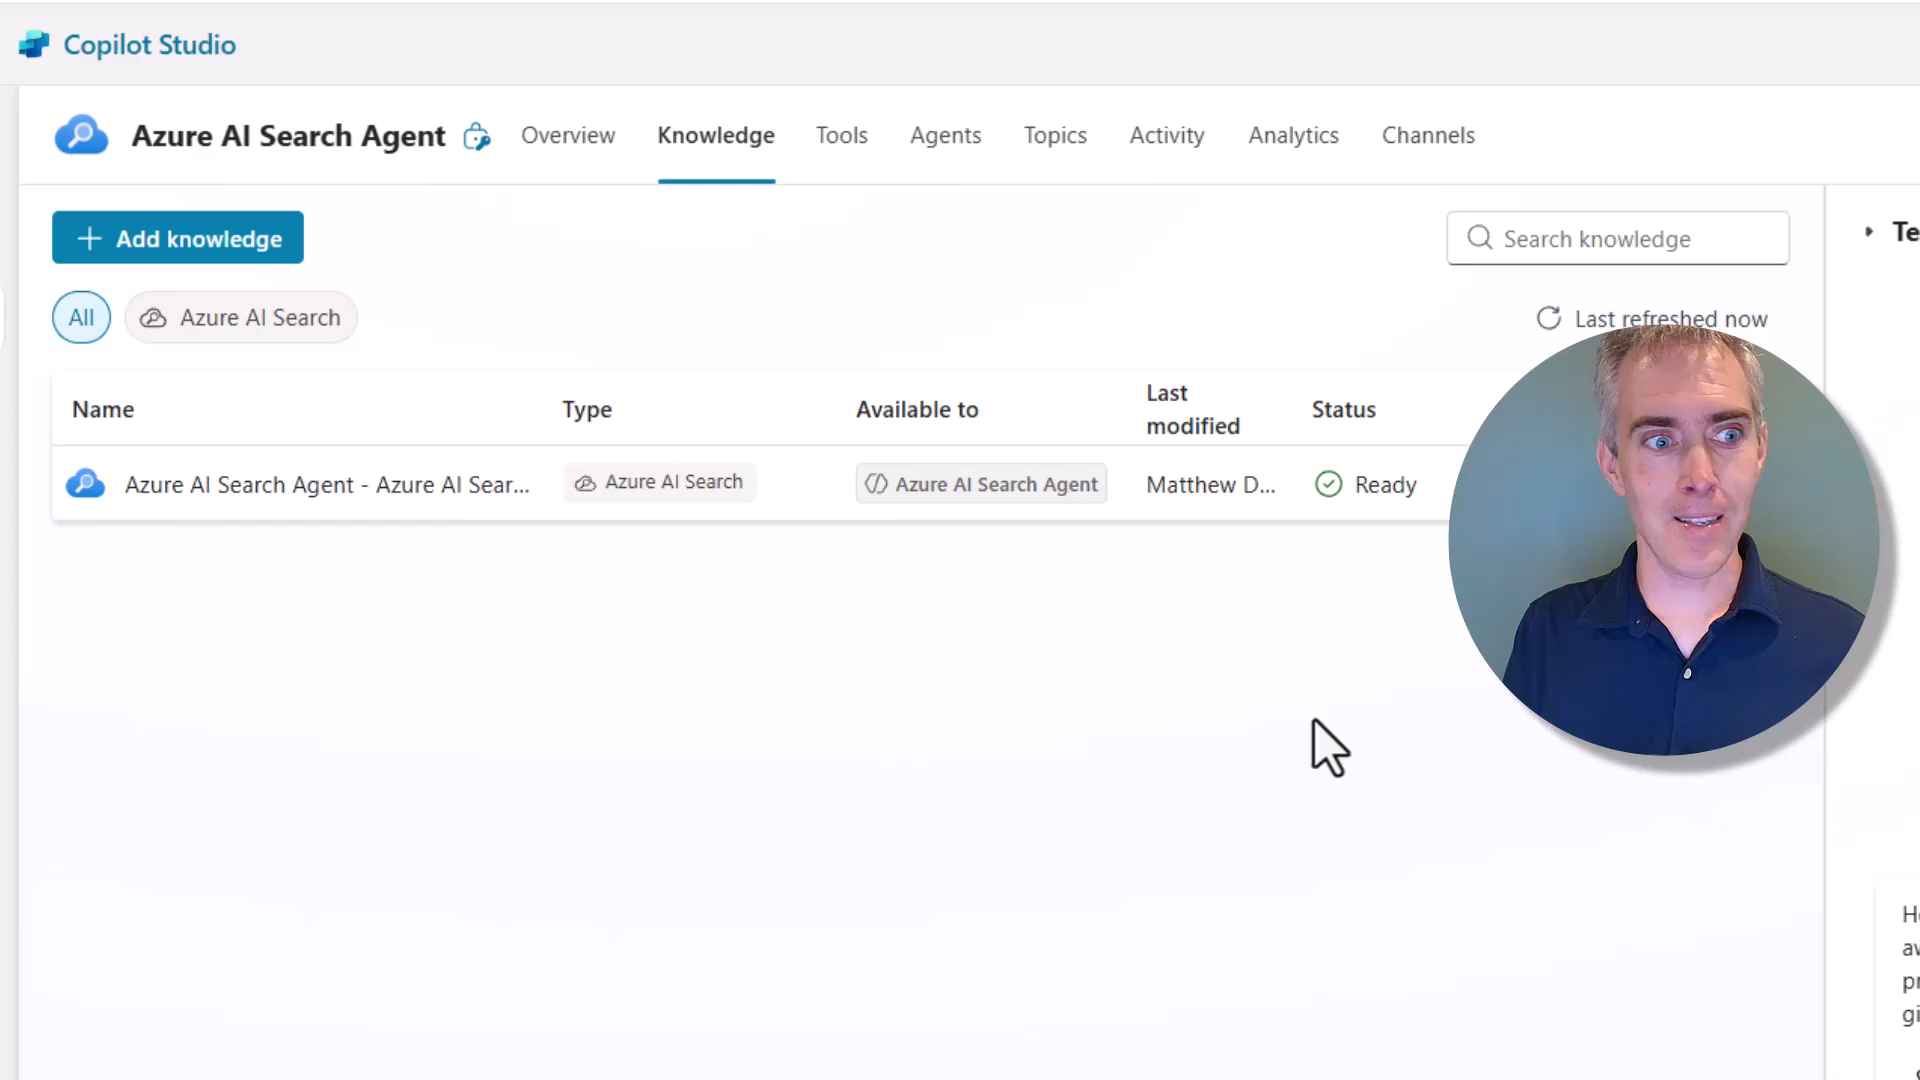 Copilot Studio
Azure AI Search Agent
Overview
Knowledge
Tools
Agents
Topics
Activity
Analytics
Channels
Add knowledge
Search knowledge
Te
All
Azure AI Search
Last refreshed now
Name
Type
Available to
Last
modified
Status
Azure AI Search Agent - Azure AI Sear...
Azure AI Search
Azure AI Search Agent
Matthew D...
Ready